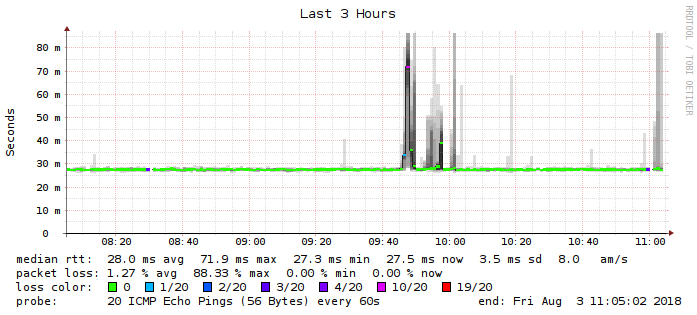 Last 3 Hours
RRDTOOL / TOBI OETIKER
Seconds
80 m
70 m
60 m
50 m
40 m
30 m
20 m
10 m
0
08:20 08:40 09:00 09:20 09:40 10:00 10:20 10:40 11:00
median rtt: 28.0 ms avg 71.9 ms max 27.3 ms min 27.5 ms now 3.5 ms sd 8.0 am/s
packet loss: 1.27 % avg 88.33 % max 0.00 % min 0.00 % now
loss color: 0 1/20 2/20 3/20 4/20 10/20 19/20
probe: 20 ICMP Echo Pings (56 Bytes) every 60s end: Fri Aug 3 11:05:02 2018